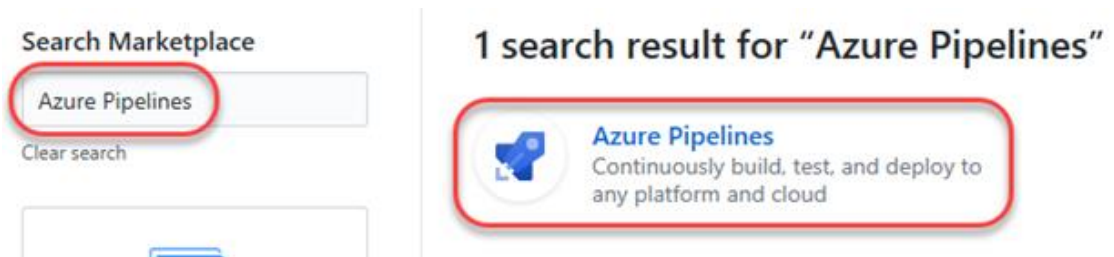 Search Marketplace
Azure Pipelines
Clear search
1 search result for “Azure Pipelines”
Azure Pipelines
Continuously build, test, and deploy to
any platform and cloud